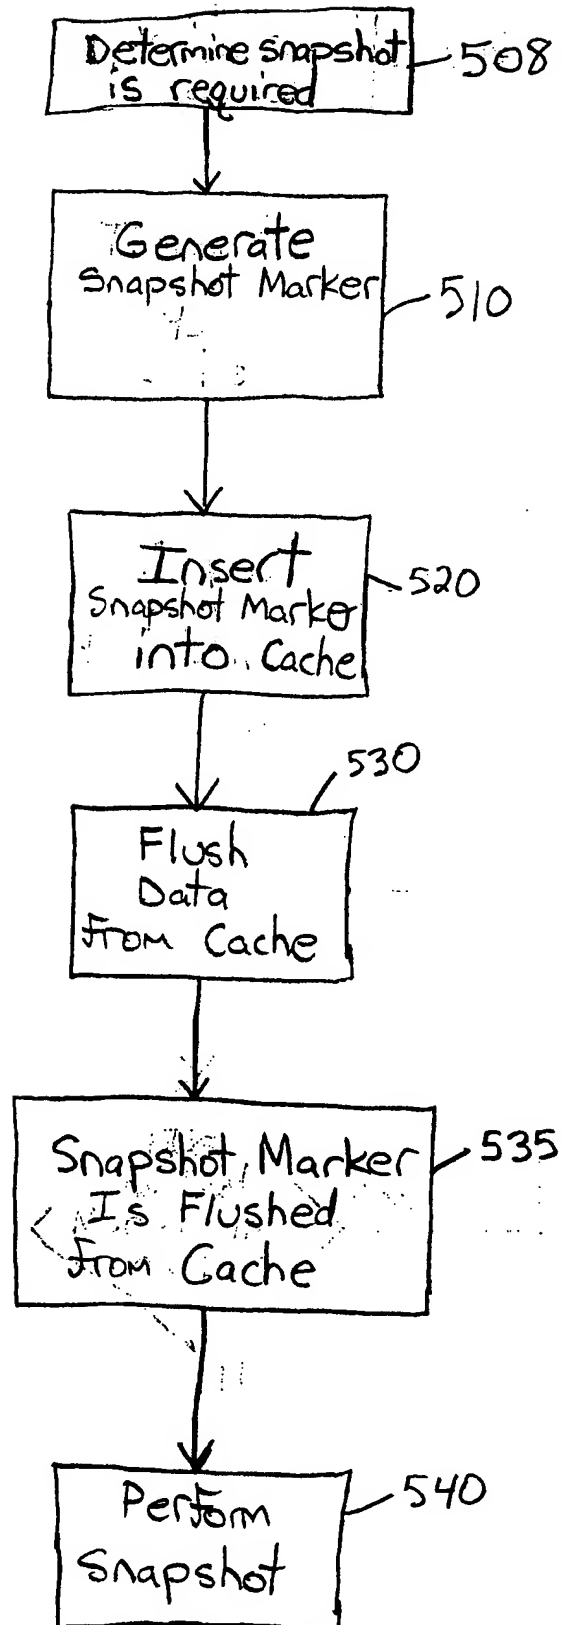 Determine snapshot
is required
508
Generate
Snapshot Marker
510
Insert
Snapshot Marker
into Cache
520
530
Flush
Data
From Cache
Snapshot Marker
Is Flushed
From Cache
535
Perform
Snapshot
540